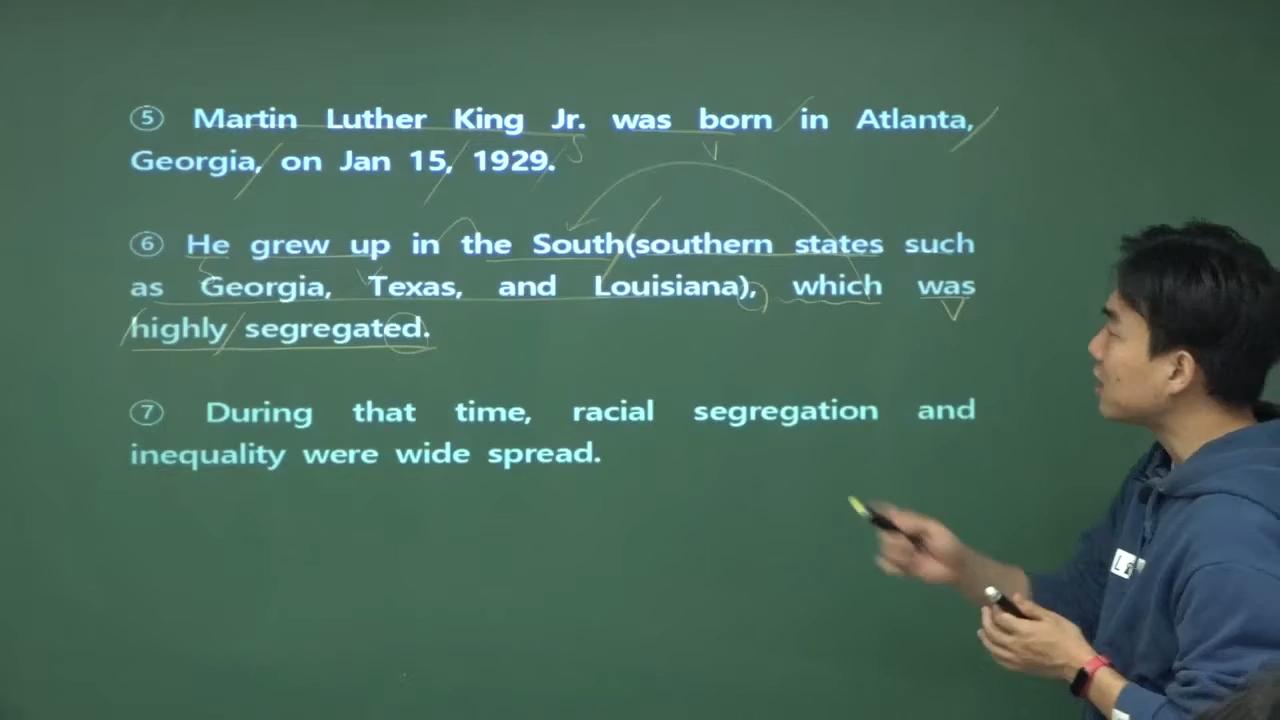 ⑤ Martin Luther King Jr. was born in Atlanta,
Georgia, on Jan 15, 1929.
⑥ He grew up in the South(southern states such
as Georgia, Texas, and Louisiana), which was
highly segregated.
⑦ During that time, racial segregation and
inequality were wide spread.